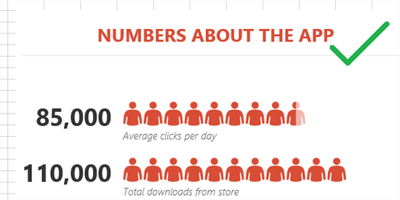 NUMBERS ABOUT THE APP
85,000
Average clicks per day
110,000
Total downloads from store